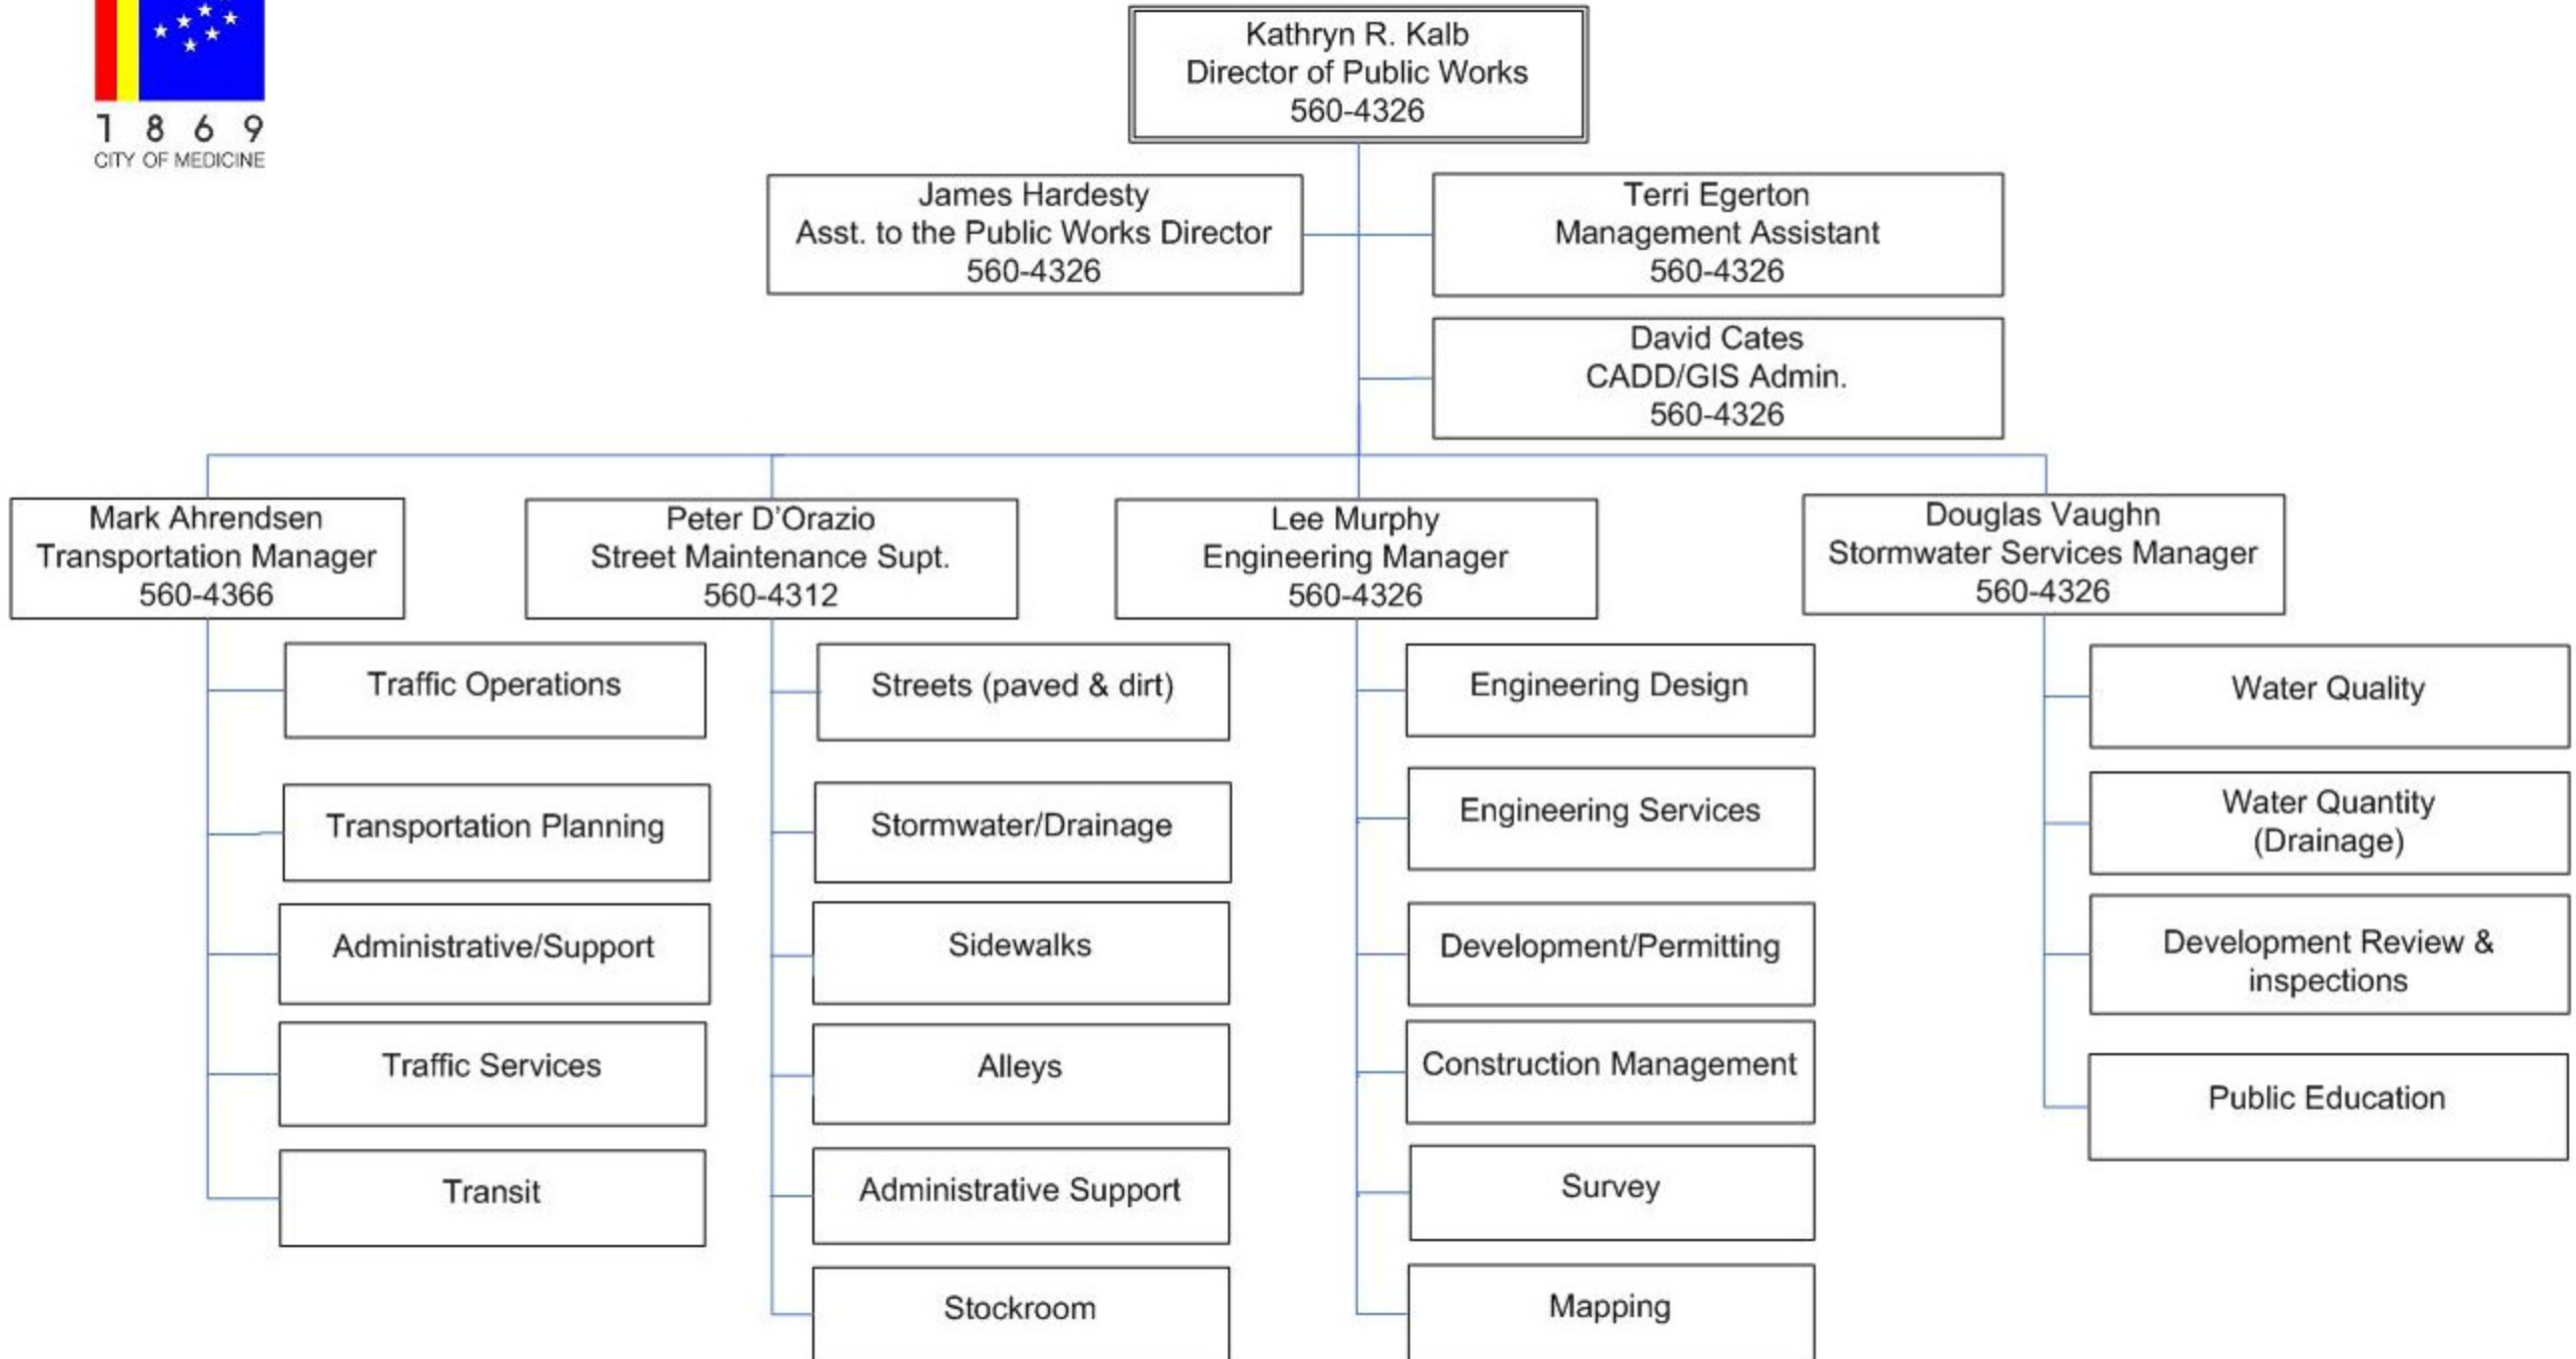 1 8 6 9
CITY OF MEDICINE
Kathryn R. Kalb
Director of Public Works
560-4326
James Hardesty
Asst. to the Public Works Director
560-4326
Terri Egerton
Management Assistant
560-4326
David Cates
CADD/GIS Admin.
560-4326
Mark Ahrendsen
Transportation Manager
560-4366
Traffic Operations
Transportation Planning
Administrative/Support
Traffic Services
Transit
Peter D’Orazio
Street Maintenance Supt.
560-4312
Streets (paved & dirt)
Stormwater/Drainage
Sidewalks
Alleys
Administrative Support
Stockroom
Lee Murphy
Engineering Manager
560-4326
Engineering Design
Engineering Services
Development/Permitting
Construction Management
Survey
Mapping
Douglas Vaughn
Stormwater Services Manager
560-4326
Water Quality
Water Quantity
(Drainage)
Development Review &
inspections
Public Education